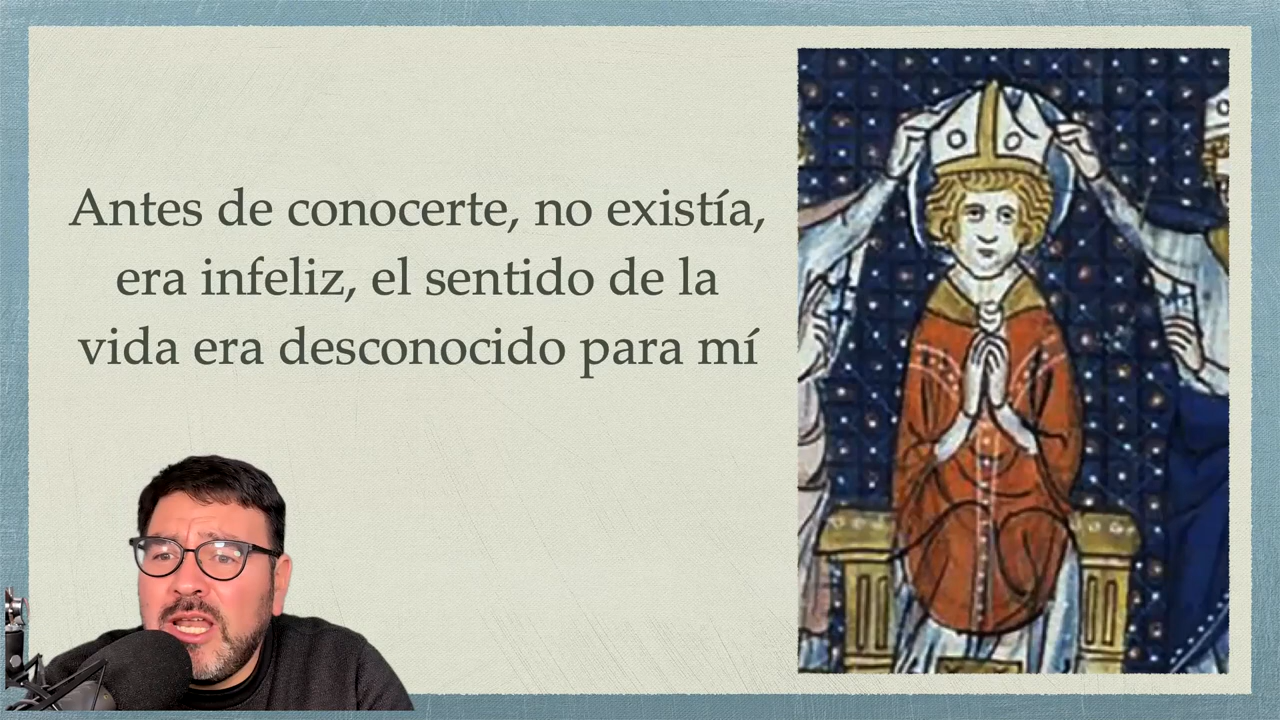 Antes de conocerte, no existía,
era infeliz, el sentido de la
vida era desconocido para mí